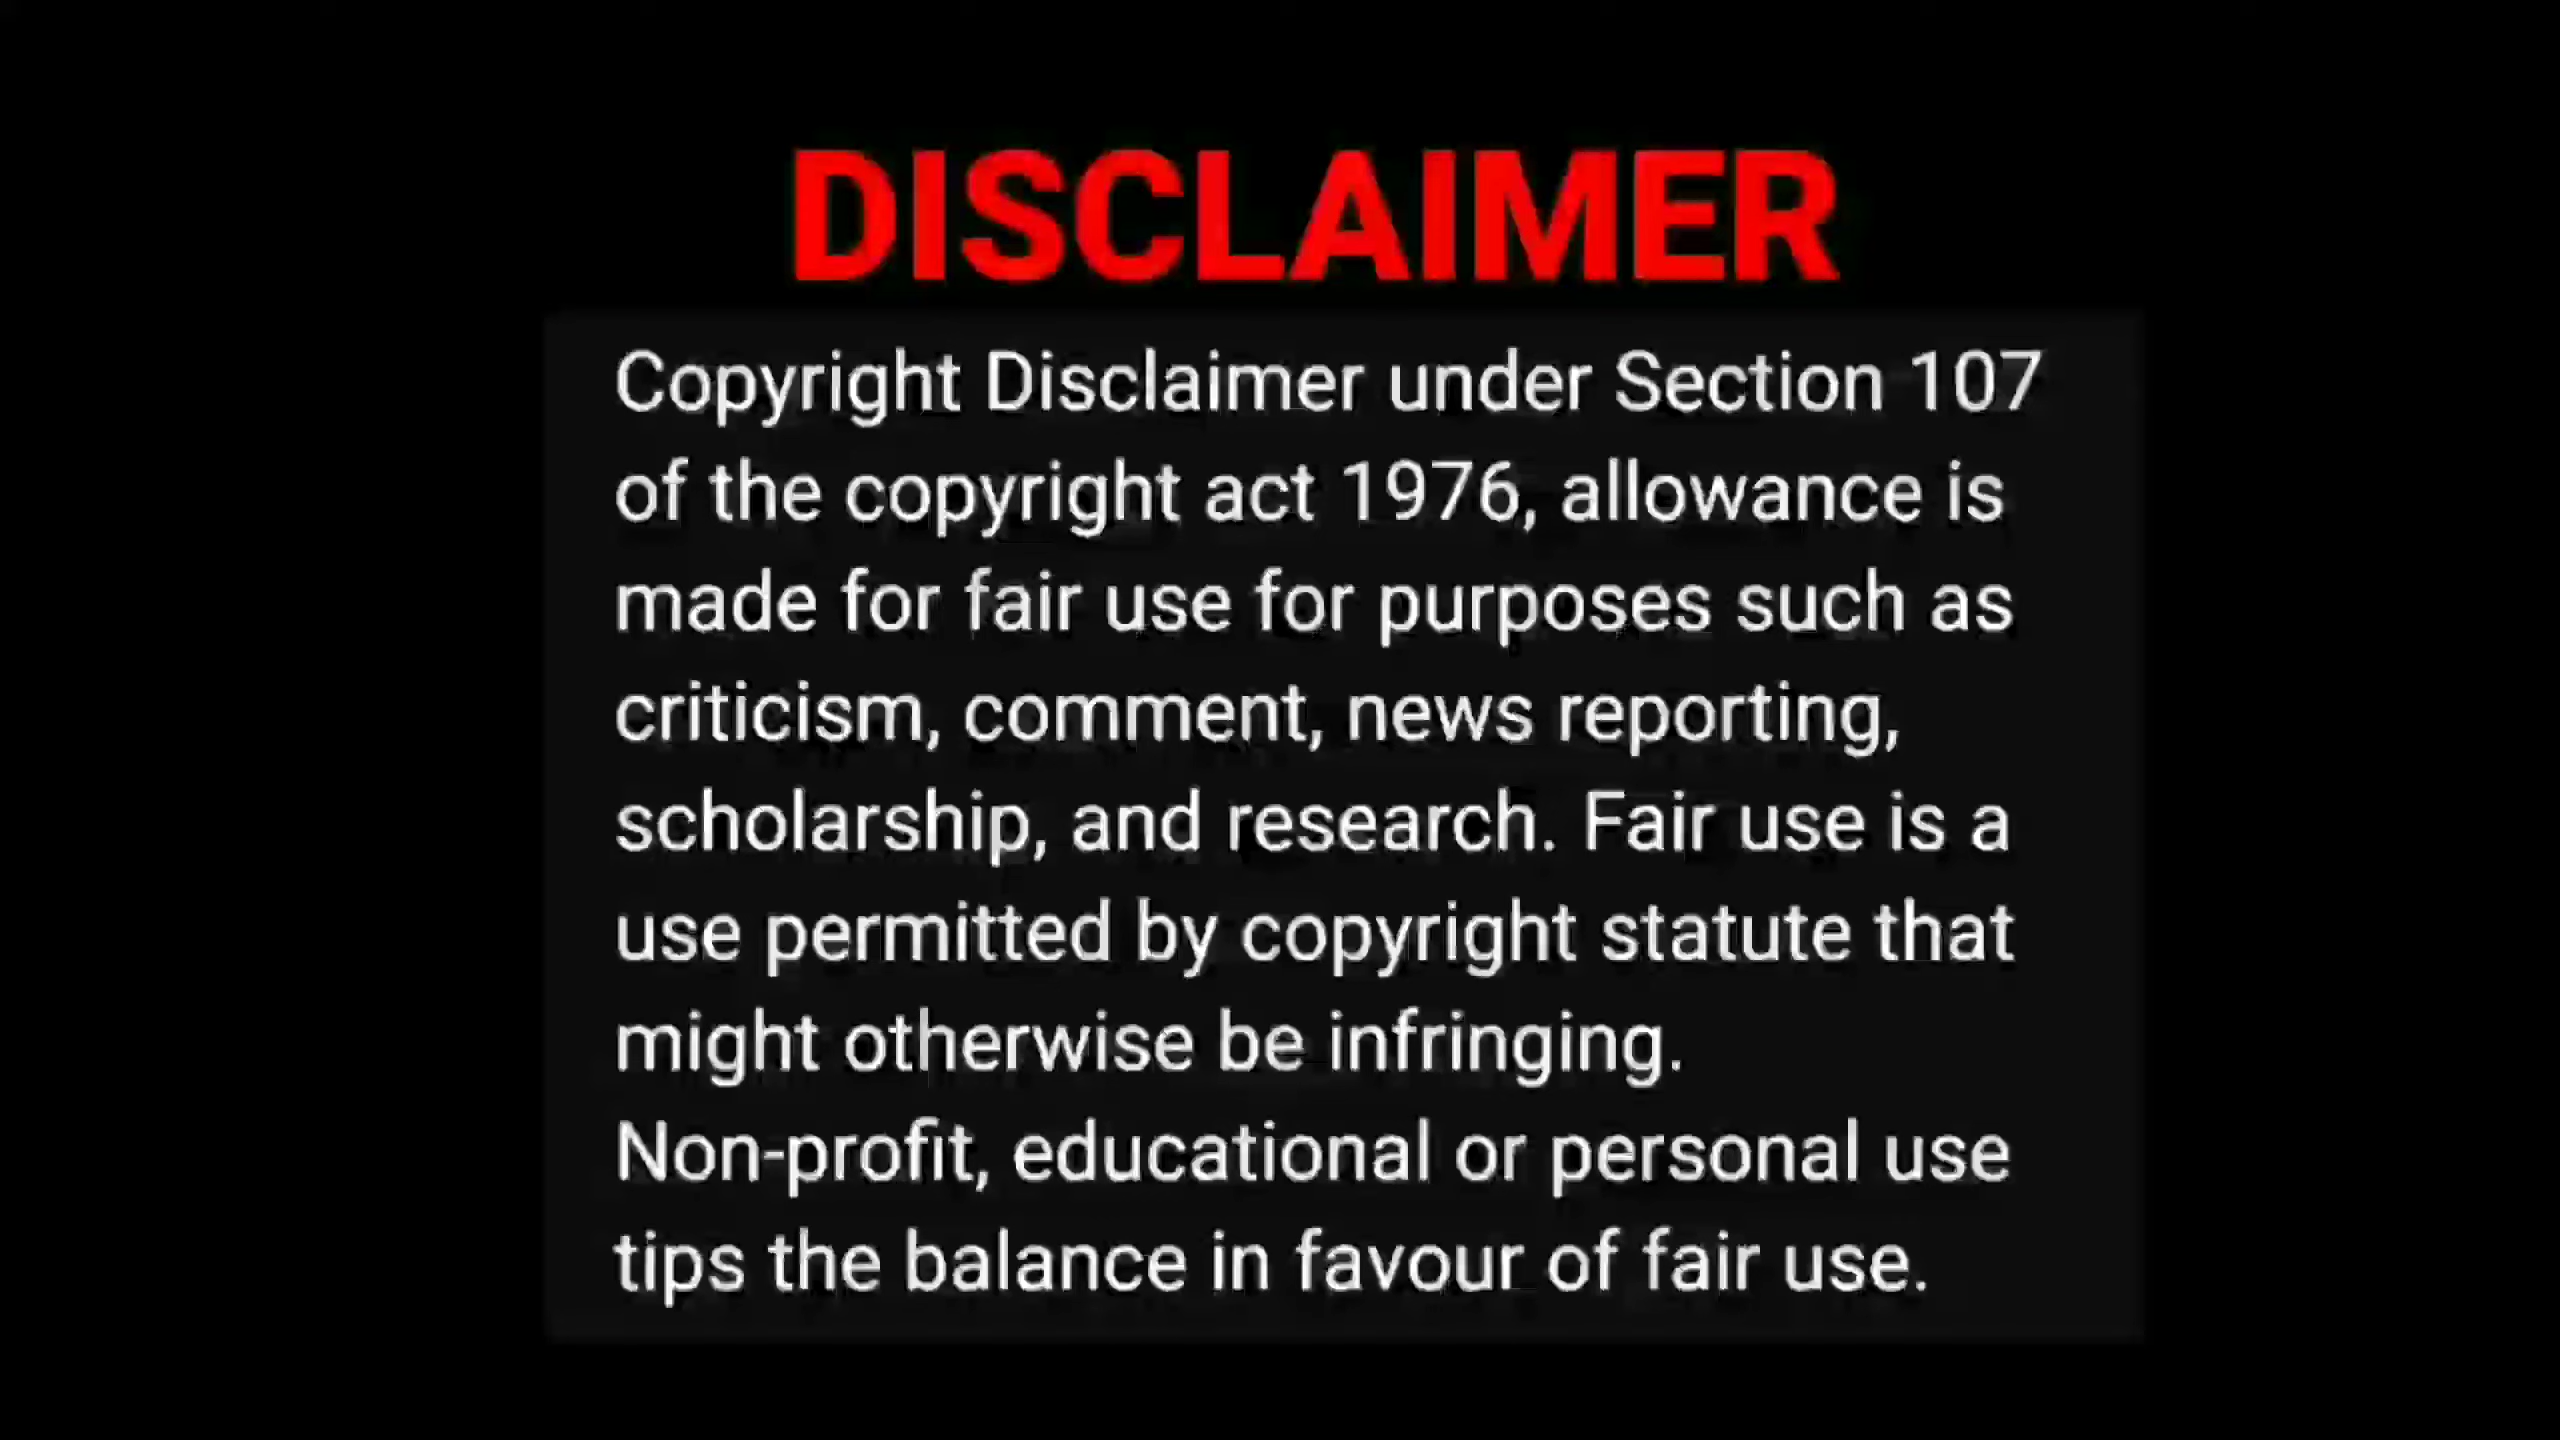 DISCLAIMER
Copyright Disclaimer under Section 107
of the copyright act 1976, allowance is
made for fair use for purposes such as
criticism, comment, news reporting,
scholarship, and research. Fair use is a
use permitted by copyright statute that
might otherwise be infringing.
Non-profit, educational or personal use
tips the balance in favour of fair use.